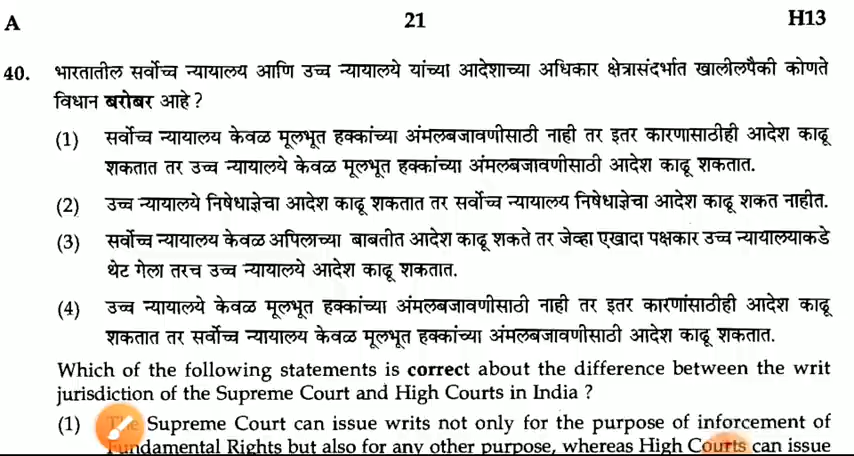 A 21 H13
40. भारतातील सर्वोच्च न्यायालय आणि उच्च न्यायालये यांच्या आदेशाच्या अधिकार क्षेत्रासंदर्भात खालीलपैकी कोणते
विधान बरोबर आहे ?
(1) सर्वोच्च न्यायालय केवळ मूलभूत हक्कांच्या अंमलबजावणीसाठी नाही तर इतर कारणासाठीही आदेश काढू
शकतात तर उच्च न्यायालये केवळ मूलभूत हक्कांच्या अंमलबजावणीसाठी आदेश काढू शकतात.
(2) उच्च न्यायालये निषेधाज्ञेचा आदेश काढू शकतात तर सर्वोच्च न्यायालय निषेधाज्ञेचा आदेश काढू शकत नाहीत.
(3) सर्वोच्च न्यायालय केवळ अपिलाच्या बाबतीत आदेश काढू शकते तर जेव्हा एखादा पक्षकार उच्च न्यायालयाकडे
थेट गेला तरच उच्च न्यायालये आदेश काढू शकतात.
(4) उच्च न्यायालये केवळ मूलभूत हक्कांच्या अंमलबजावणीसाठी नाही तर इतर कारणांसाठीही आदेश काढू
शकतात तर सर्वोच्च न्यायालय केवळ मूलभूत हक्कांच्या अंमलबजावणीसाठी आदेश काढू शकतात.
Which of the following statements is correct about the difference between the writ
jurisdiction of the Supreme Court and High Courts in India ?
(1) The Supreme Court can issue writs not only for the purpose of inforcement of
Fundamental Rights but also for any other purpose, whereas High Courts can issue